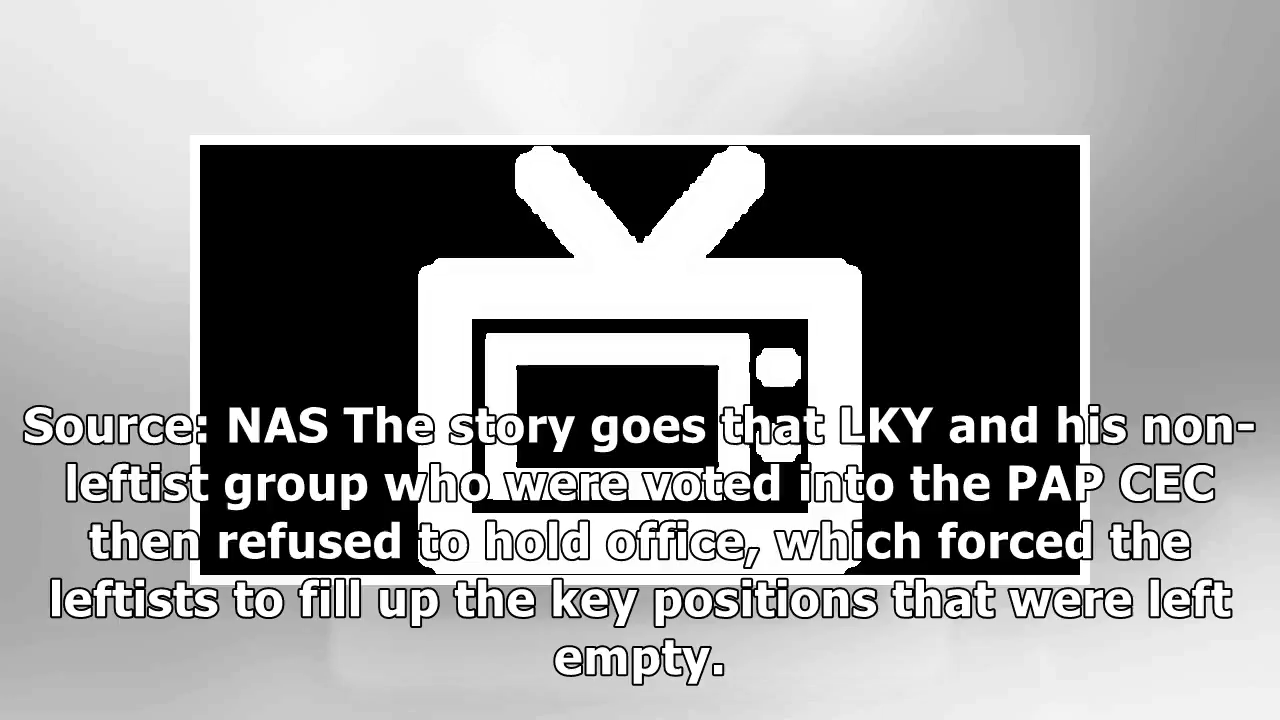 Source: NAS The story goes that LKY and his non-
leftist group who were voted into the PAP CEC
then refused to hold office, which forced the
leftists to fill up the key positions that were left
empty.